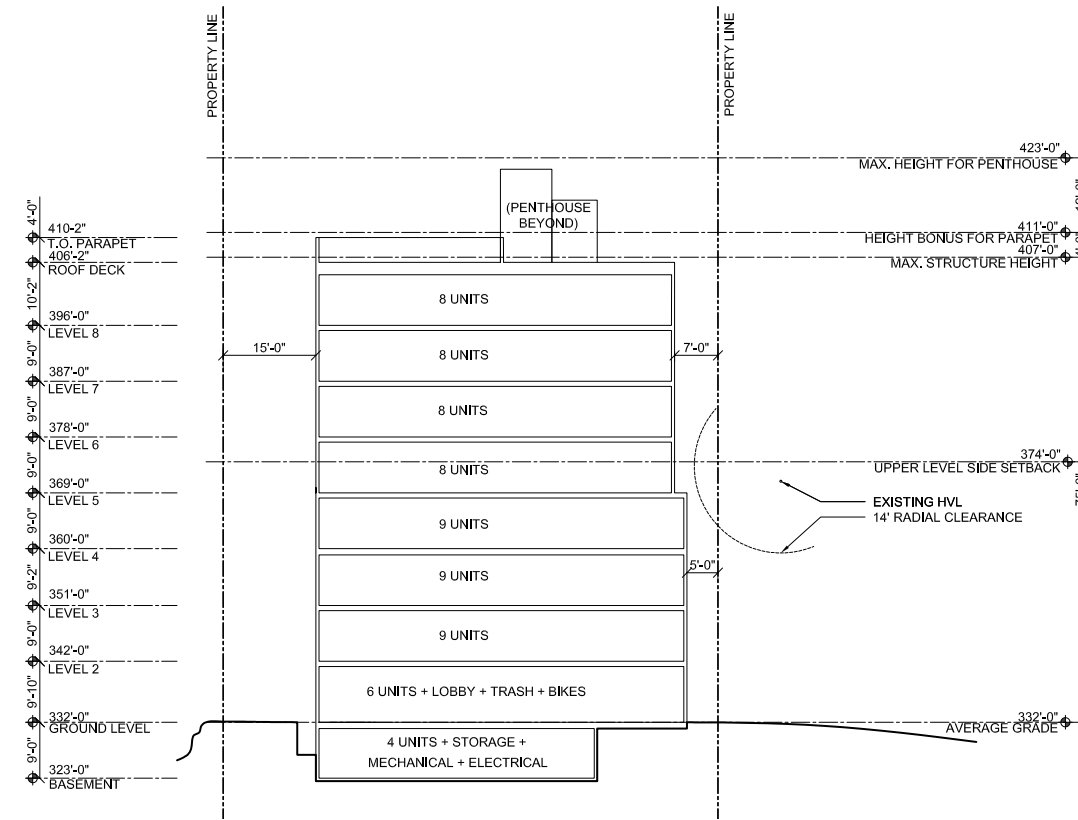 PROPERTY LINE
PROPERTY LINE
423'-0"
MAX. HEIGHT FOR PENTHOUSE
(PENTHOUSE
BEYOND)
4'-0"
410-2"
T.O. PARAPET
411'-0"
HEIGHT BONUS FOR PARAPET
406'-2"
ROOF DECK
407'-0"
MAX. STRUCTURE HEIGHT
10'-2"
8 UNITS
396'-0"
LEVEL 8
9'-0"
15'-0"
8 UNITS
7'-0"
387'-0"
LEVEL 7
9'-0"
8 UNITS
378'-0"
LEVEL 6
9'-0"
8 UNITS
374'-0"
UPPER LEVEL SIDE SETBACK
369'-0"
LEVEL 5
EXISTING HVL
14' RADIAL CLEARANCE
9'-0"
9 UNITS
360'-0"
LEVEL 4
9'-2"
9 UNITS
5'-0"
351'-0"
LEVEL 3
9'-0"
9 UNITS
342'-0"
LEVEL 2
9'-10"
6 UNITS + LOBBY + TRASH + BIKES
332'-0"
GROUND LEVEL
332'-0"
AVERAGE GRADE
9'-0"
4 UNITS + STORAGE +
MECHANICAL + ELECTRICAL
323'-0"
BASEMENT